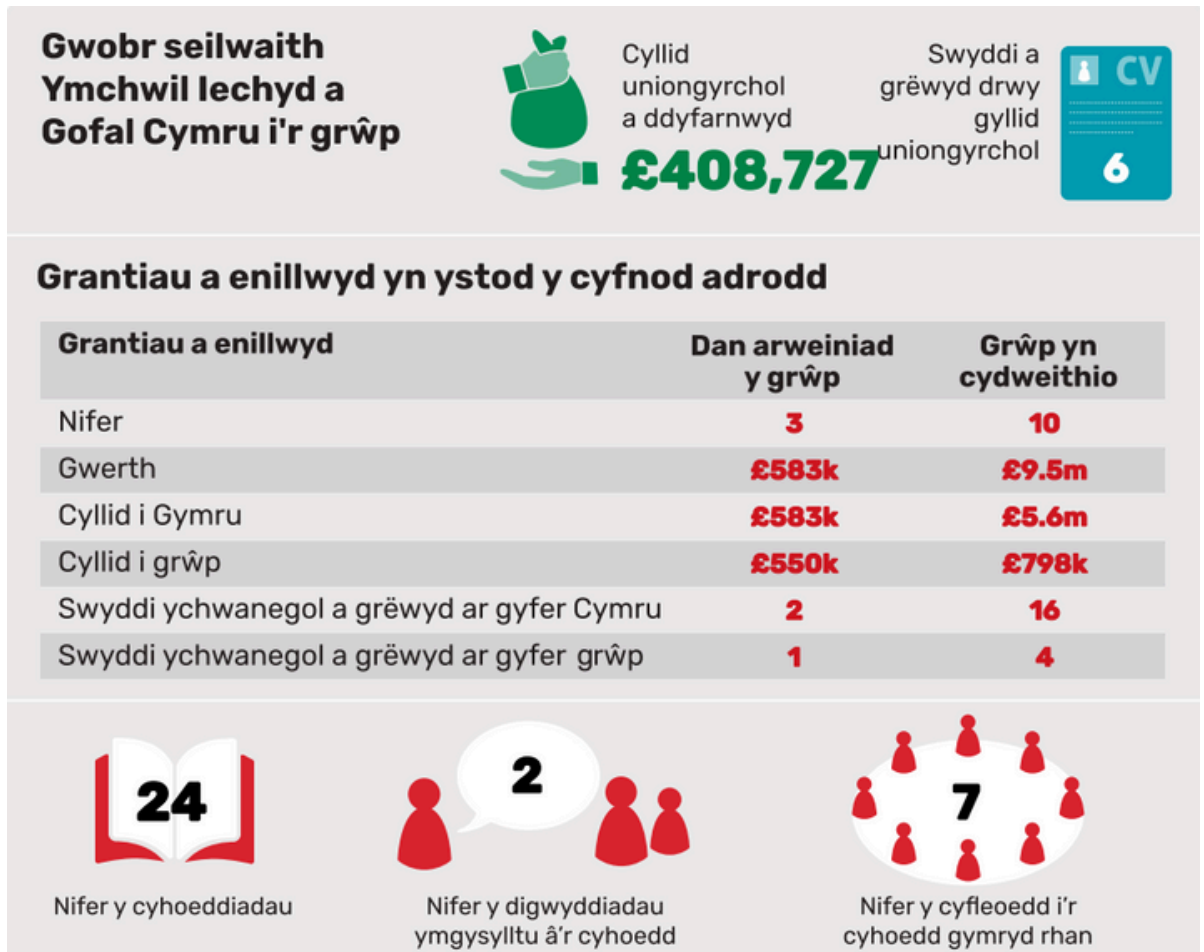 Gwobr seilwaith
Ymchwil Iechyd a
Gofal Cymru i'r grŵp
Cyllid
uniongyrchol
a ddyfarnwyd
£408,727
Swyddi a
grëwyd drwy
gyllid
uniongyrchol
CV
6
Grantiau a enillwyd yn ystod y cyfnod adrodd
Grantiau a enillwyd
Dan arweiniad
y grŵp
Grŵp yn
cydweithio
Nifer 3 10
Gwerth £583k £9.5m
Cyllid i Gymru £583k £5.6m
Cyllid i grŵp £550k £798k
Swyddi ychwanegol a grëwyd ar gyfer Cymru 2 16
Swyddi ychwanegol a grëwyd ar gyfer grŵp 1 4
24
Nifer y cyhoeddiadau
2
Nifer y digwyddiadau
ymgysylltu â'r cyhoedd
7
Nifer y cyfleoedd i'r
cyhoedd gymryd rhan